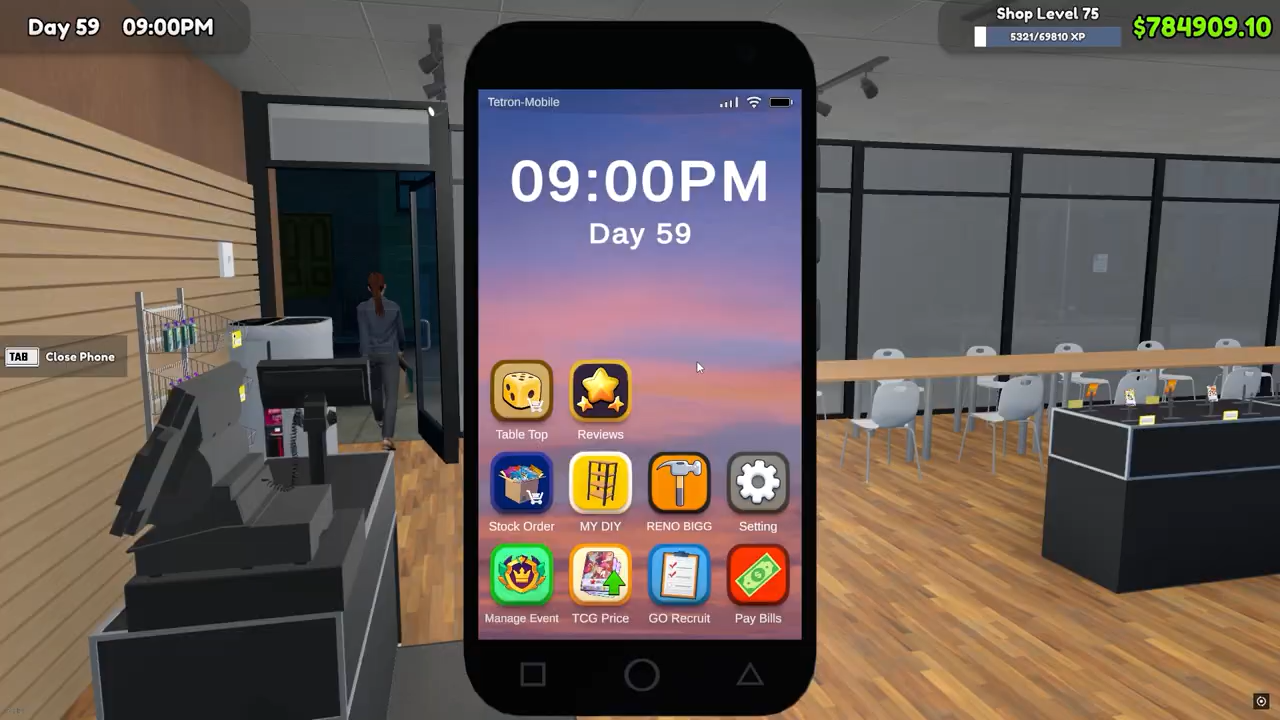 Day 59 09:00PM
Shop Level 75
5321/69810 XP
$784909.10
Tetron-Mobile
09:00PM
Day 59
TAB Close Phone
Table Top Reviews
Stock Order MY DIY RENO BIGG Setting
Manage Event TCG Price GO Recruit Pay Bills